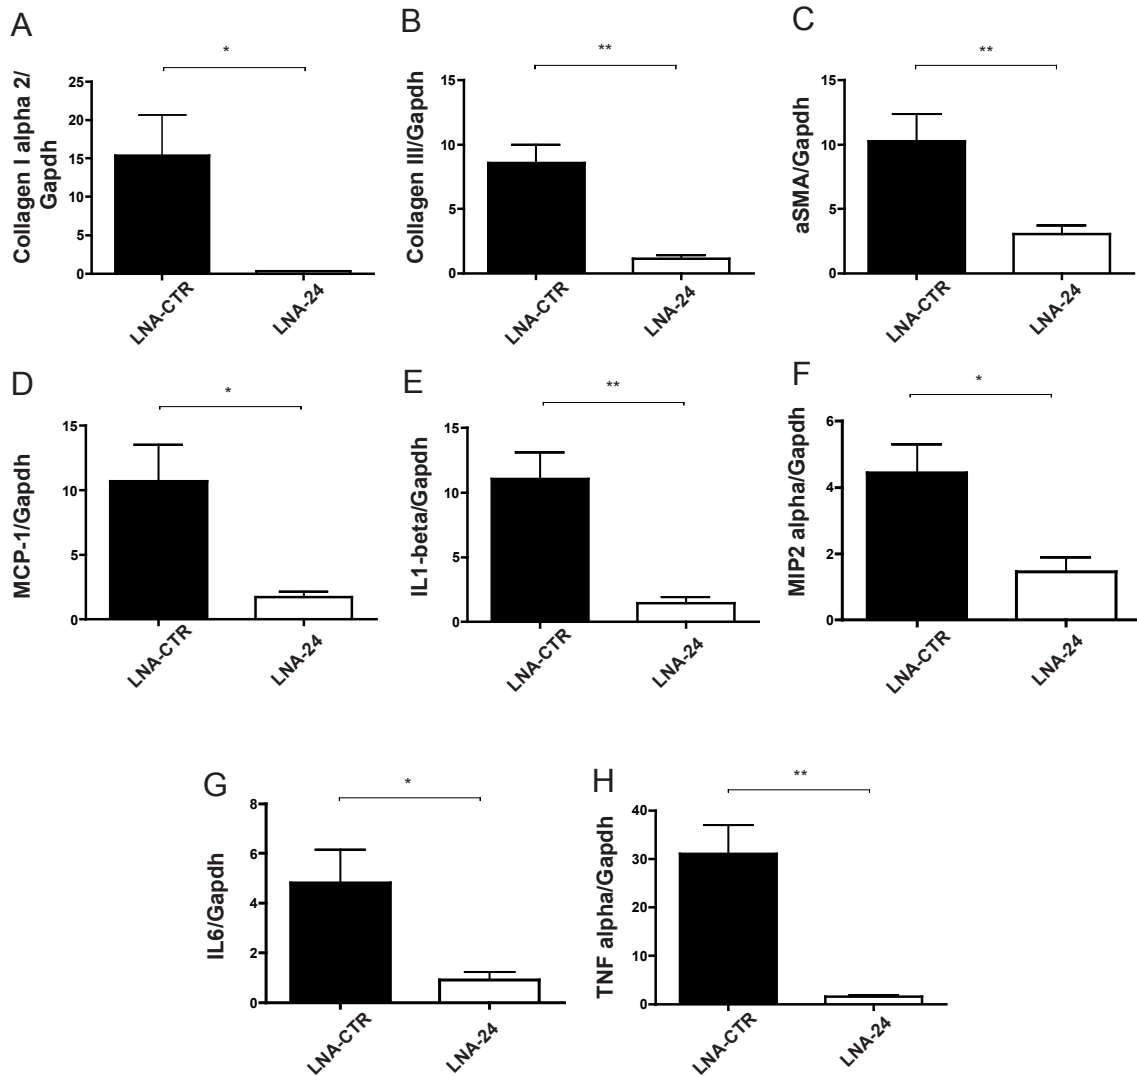 A
*
Collagen I alpha 2/
Gapdh
25
20
15
10
5
0
LNA-CTR
LNA-24
B
**
Collagen III/Gapdh
15
10
5
0
LNA-CTR
LNA-24
C
**
aSMA/Gapdh
15
10
5
0
LNA-CTR
LNA-24
D
*
MCP-1/Gapdh
15
10
5
0
LNA-CTR
LNA-24
E
**
IL1-beta/Gapdh
15
10
5
0
LNA-CTR
LNA-24
F
*
MIP2 alpha/Gapdh
6
4
2
0
LNA-CTR
LNA-24
G
*
IL6/Gapdh
8
6
4
2
0
LNA-CTR
LNA-24
H
**
TNF alpha/Gapdh
40
30
20
10
0
LNA-CTR
LNA-24